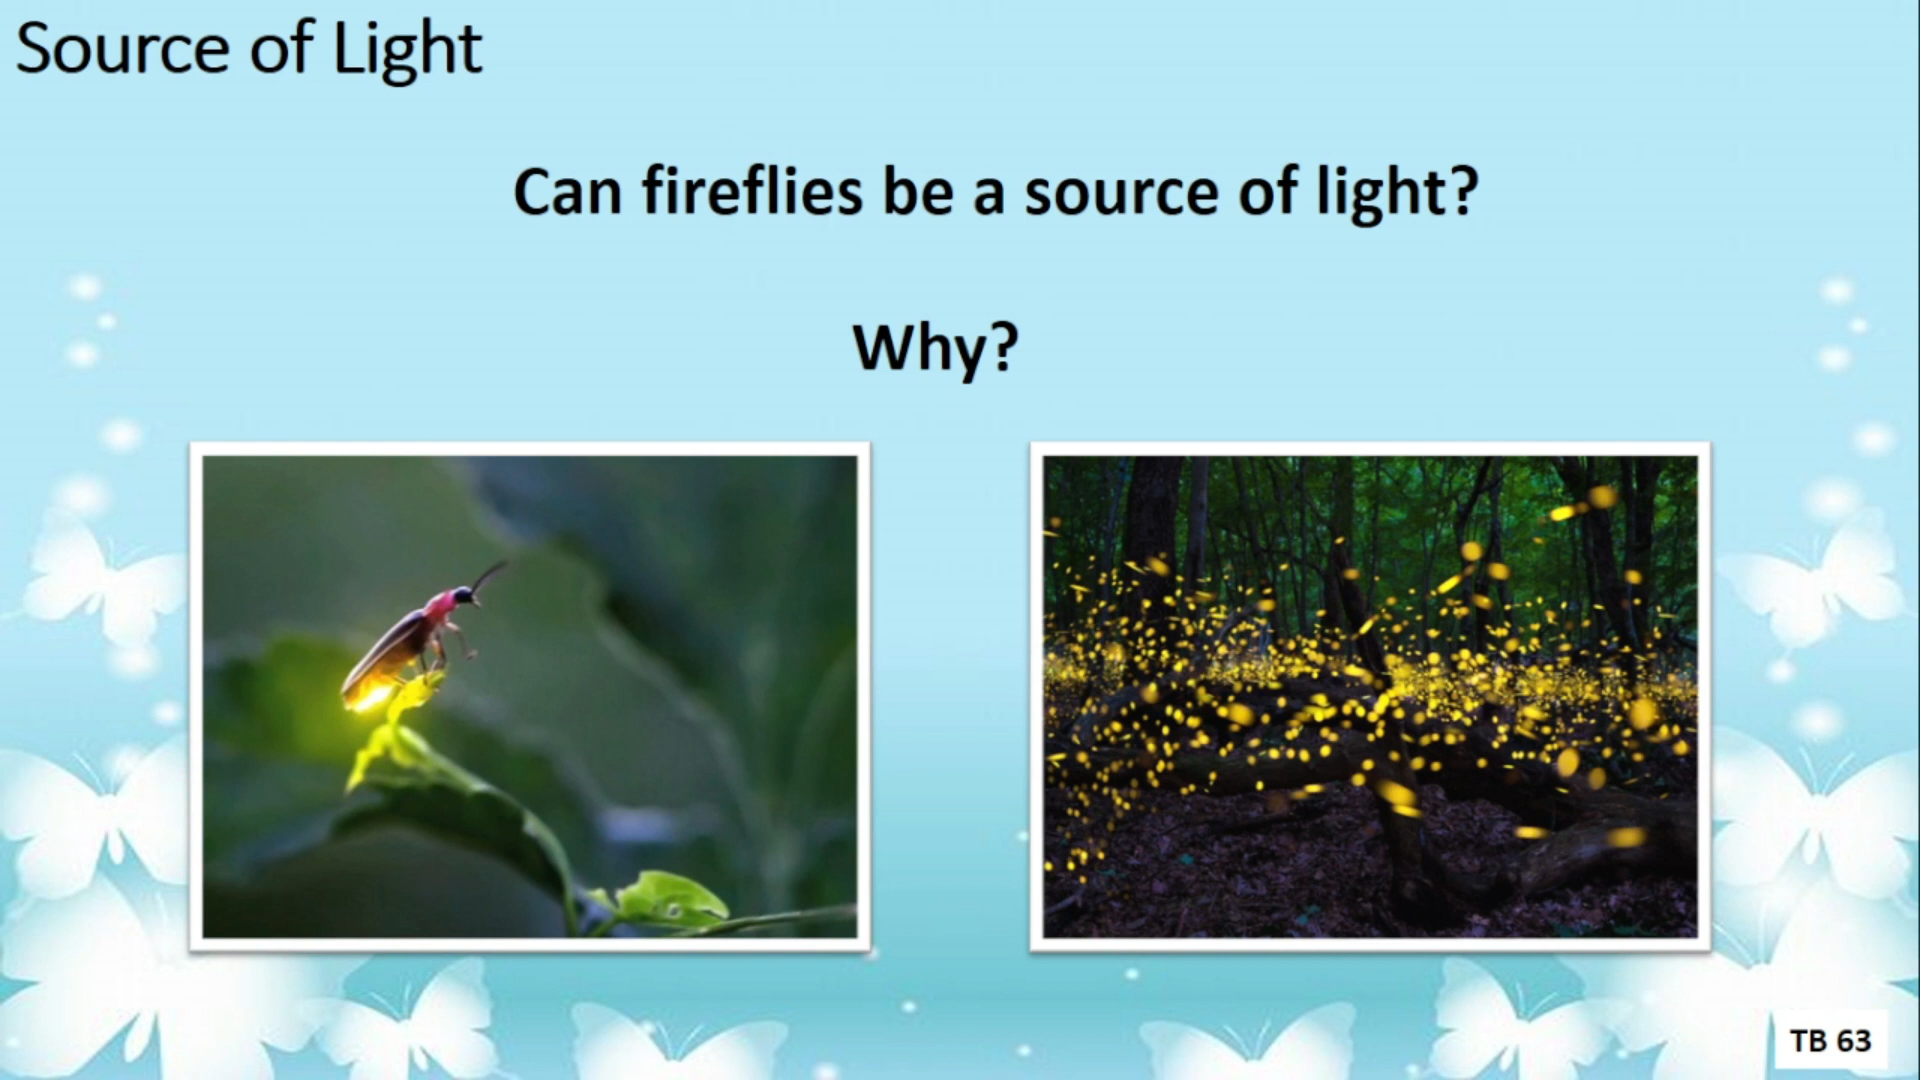 Source of Light
Can fireflies be a source of light?
Why?
TB 63